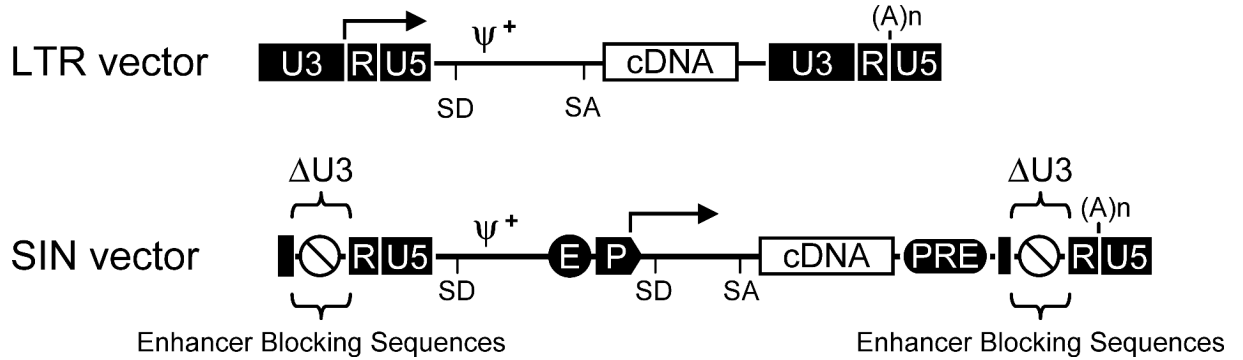 (A)n
Ψ+
LTR vector U3 R U5 cDNA U3 R U5
SD SA
ΔU3 ΔU3
(A)n
Ψ+
SIN vector R U5 E P cDNA PRE R U5
SD SD SA
Enhancer Blocking Sequences Enhancer Blocking Sequences